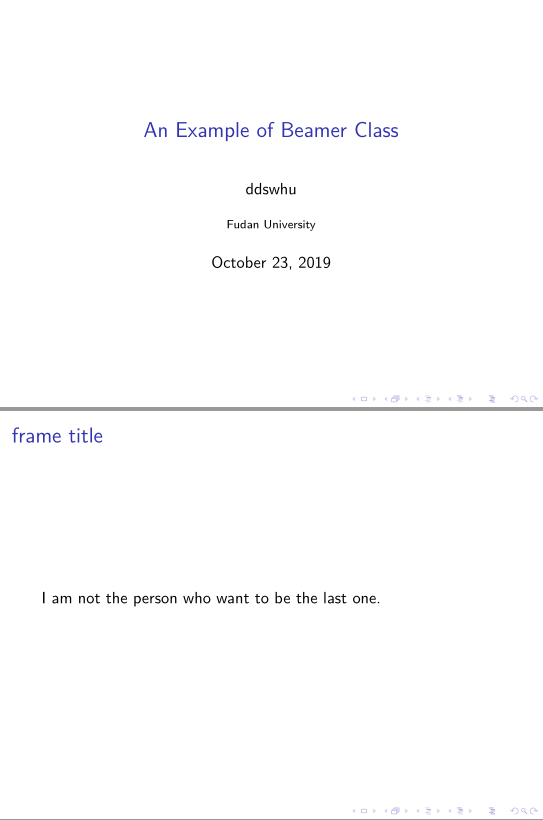 An Example of Beamer Class
ddswhu
Fudan University
October 23, 2019
frame title
I am not the person who want to be the last one.